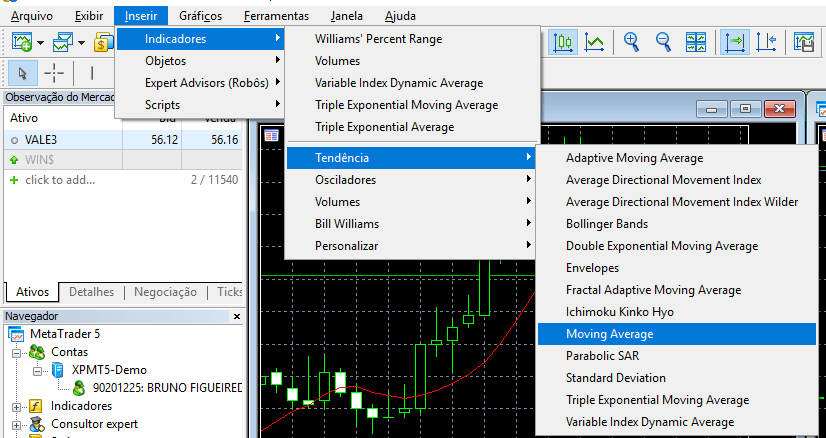 Arquivo Exibir Inserir Gráficos Ferramentas Janela Ajuda
Indicadores
Objetos
Expert Advisors (Robôs)
Scripts
Williams' Percent Range
Volumes
Variable Index Dynamic Average
Triple Exponential Moving Average
Triple Exponential Average
Tendência
Osciladores
Volumes
Bill Williams
Personalizar
Adaptive Moving Average
Average Directional Movement Index
Average Directional Movement Index Wilder
Bollinger Bands
Double Exponential Moving Average
Envelopes
Fractal Adaptive Moving Average
Ichimoku Kinko Hyo
Moving Average
Parabolic SAR
Standard Deviation
Triple Exponential Moving Average
Variable Index Dynamic Average
Observação do Mercad
Ativo Bid Venda
VALE3 56.12 56.16
WIN$
click to add... 2 / 11540
Ativos Detalhes Negociação Ticks
Navegador
MetaTrader 5
Contas
XPMT5-Demo
90201225: BRUNO FIGUEIRED
Indicadores
Consultor expert